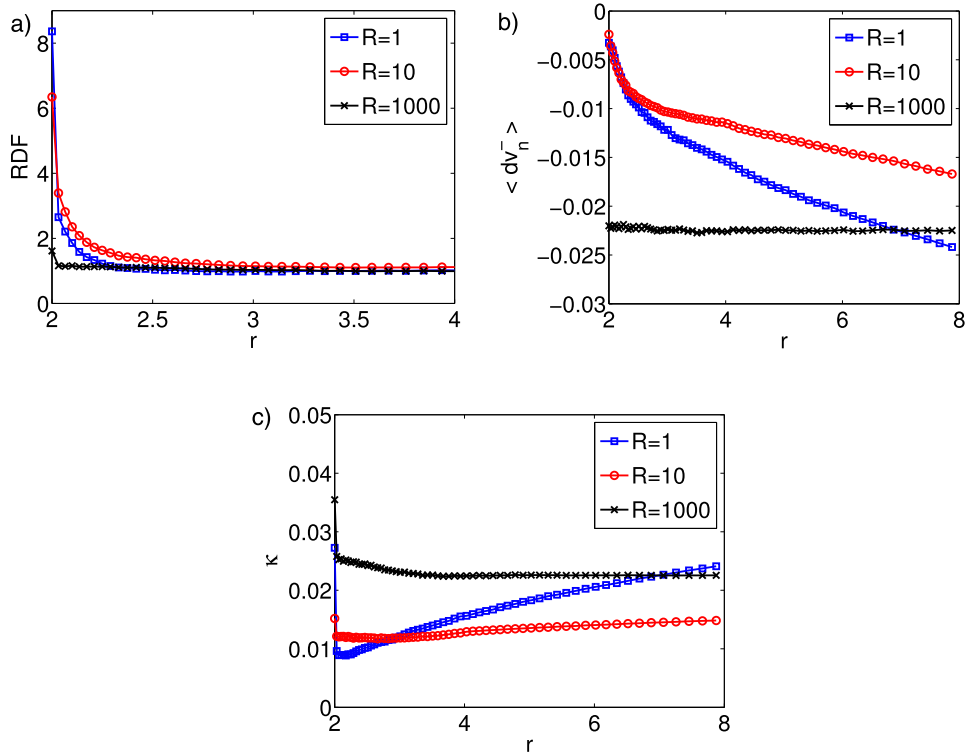 a)
8
6
4
2
0
RDF
2
2.5
3
3.5
4
r
R=1
R=10
R=1000
b)
0
−0.005
−0.01
−0.015
−0.02
−0.025
−0.03
< dv_n^- >
2
4
6
8
r
R=1
R=10
R=1000
c)
0.05
0.04
0.03
0.02
0.01
0
κ
2
4
6
8
r
R=1
R=10
R=1000